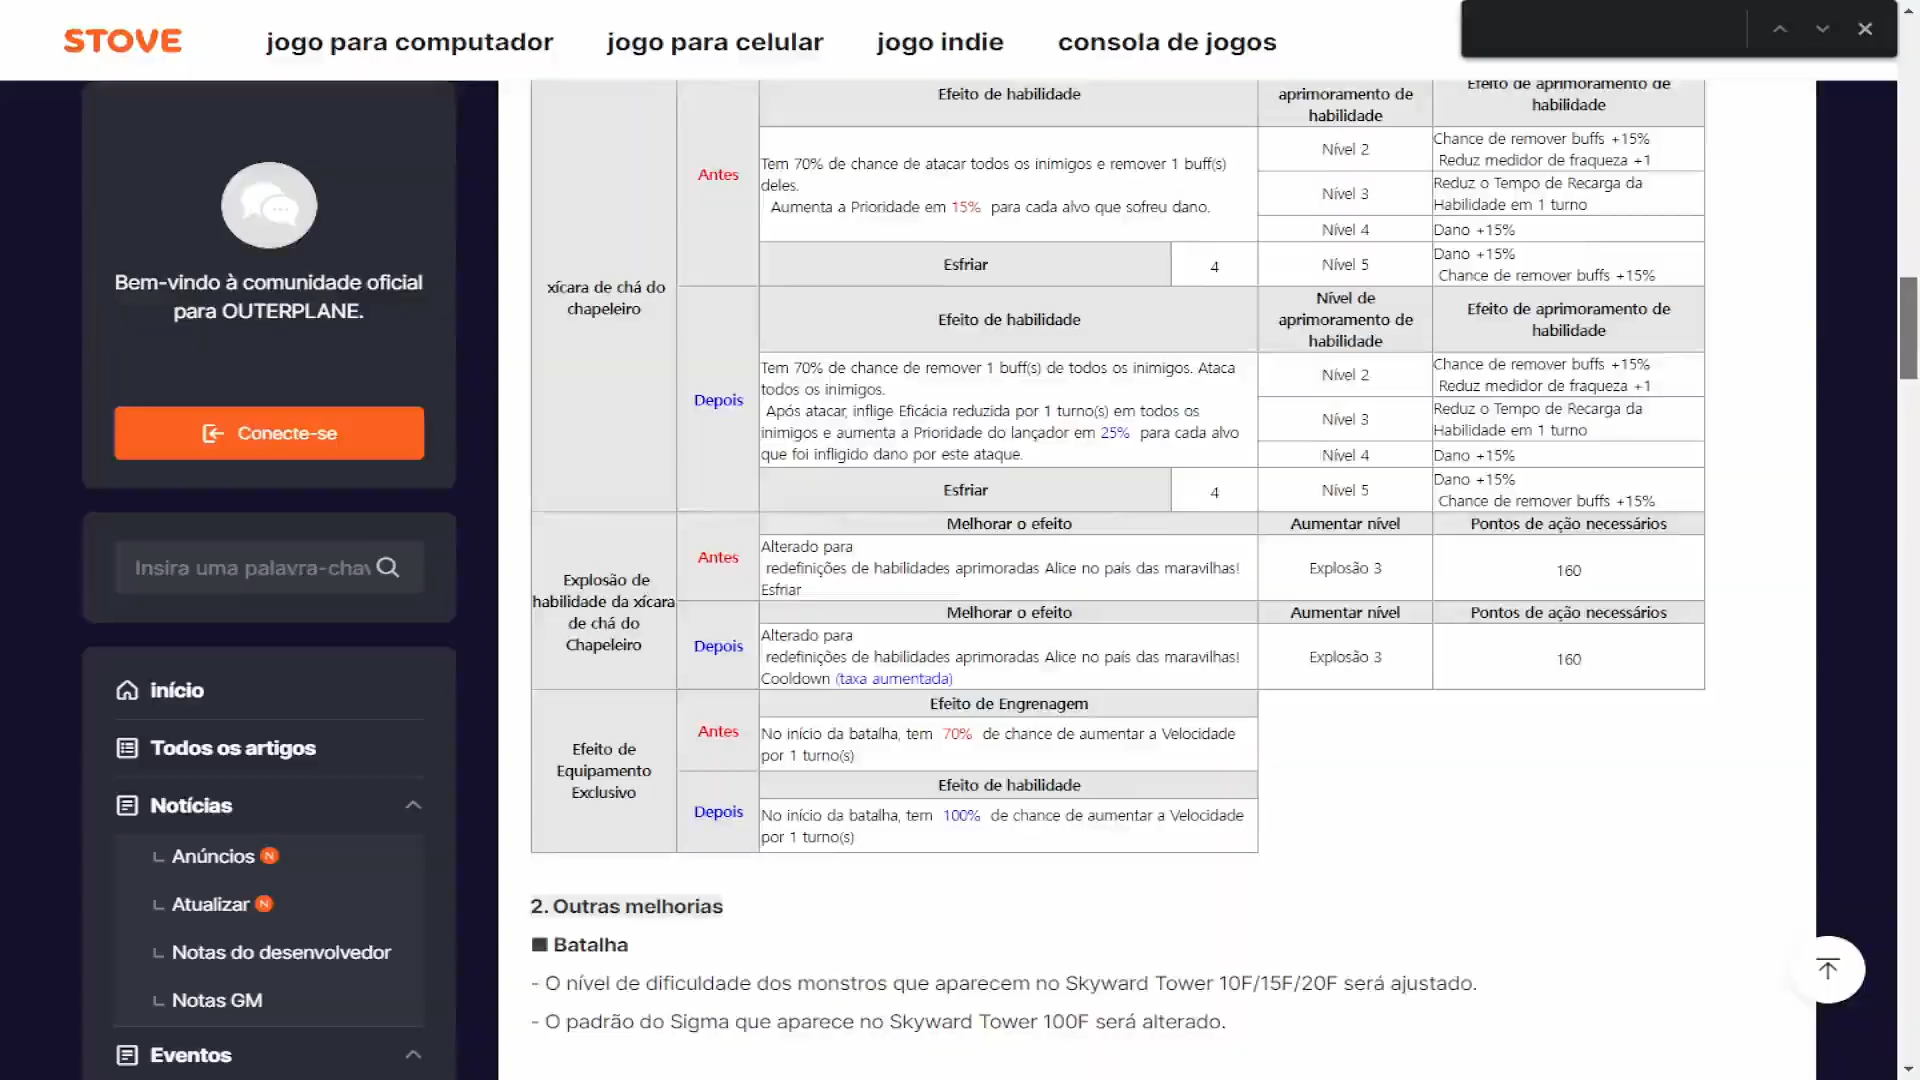 STOVE
jogo para computador
jogo para celular
jogo indie
consola de jogos
Bem-vindo à comunidade oficial
para OUTERPLANE.
Conecte-se
Insira uma palavra-chav
início
Todos os artigos
Notícias
Anúncios N
Atualizar N
Notas do desenvolvedor
Notas GM
Eventos
xícara de chá do
chapeleiro
Antes
Efeito de habilidade
aprimoramento de
habilidade
Efeito de aprimoramento de
habilidade
Tem 70% de chance de atacar todos os inimigos e remover 1 buff(s)
deles.
Aumenta a Prioridade em 15% para cada alvo que sofreu dano.
Nível 2
Chance de remover buffs +15%
Reduz medidor de fraqueza +1
Nível 3
Reduz o Tempo de Recarga da
Habilidade em 1 turno
Nível 4
Dano +15%
Esfriar
4
Nível 5
Dano +15%
Chance de remover buffs +15%
Depois
Efeito de habilidade
Nível de
aprimoramento de
habilidade
Efeito de aprimoramento de
habilidade
Tem 70% de chance de remover 1 buff(s) de todos os inimigos. Ataca
todos os inimigos.
Após atacar, inflige Eficácia reduzida por 1 turno(s) em todos os
inimigos e aumenta a Prioridade do lançador em 25% para cada alvo
que foi infligido dano por este ataque.
Nível 2
Chance de remover buffs +15%
Reduz medidor de fraqueza +1
Nível 3
Reduz o Tempo de Recarga da
Habilidade em 1 turno
Nível 4
Dano +15%
Esfriar
4
Nível 5
Dano +15%
Chance de remover buffs +15%
Explosão de
habilidade da xícara
de chá do
Chapeleiro
Antes
Melhorar o efeito
Aumentar nível
Pontos de ação necessários
Alterado para
redefinições de habilidades aprimoradas Alice no país das maravilhas!
Esfriar
Explosão 3
160
Depois
Melhorar o efeito
Aumentar nível
Pontos de ação necessários
Alterado para
redefinições de habilidades aprimoradas Alice no país das maravilhas!
Cooldown (taxa aumentada)
Explosão 3
160
Efeito de
Equipamento
Exclusivo
Antes
Efeito de Engrenagem
No início da batalha, tem 70% de chance de aumentar a Velocidade
por 1 turno(s)
Depois
Efeito de habilidade
No início da batalha, tem 100% de chance de aumentar a Velocidade
por 1 turno(s)
2. Outras melhorias
■ Batalha
- O nível de dificuldade dos monstros que aparecem no Skyward Tower 10F/15F/20F será ajustado.
- O padrão do Sigma que aparece no Skyward Tower 100F será alterado.